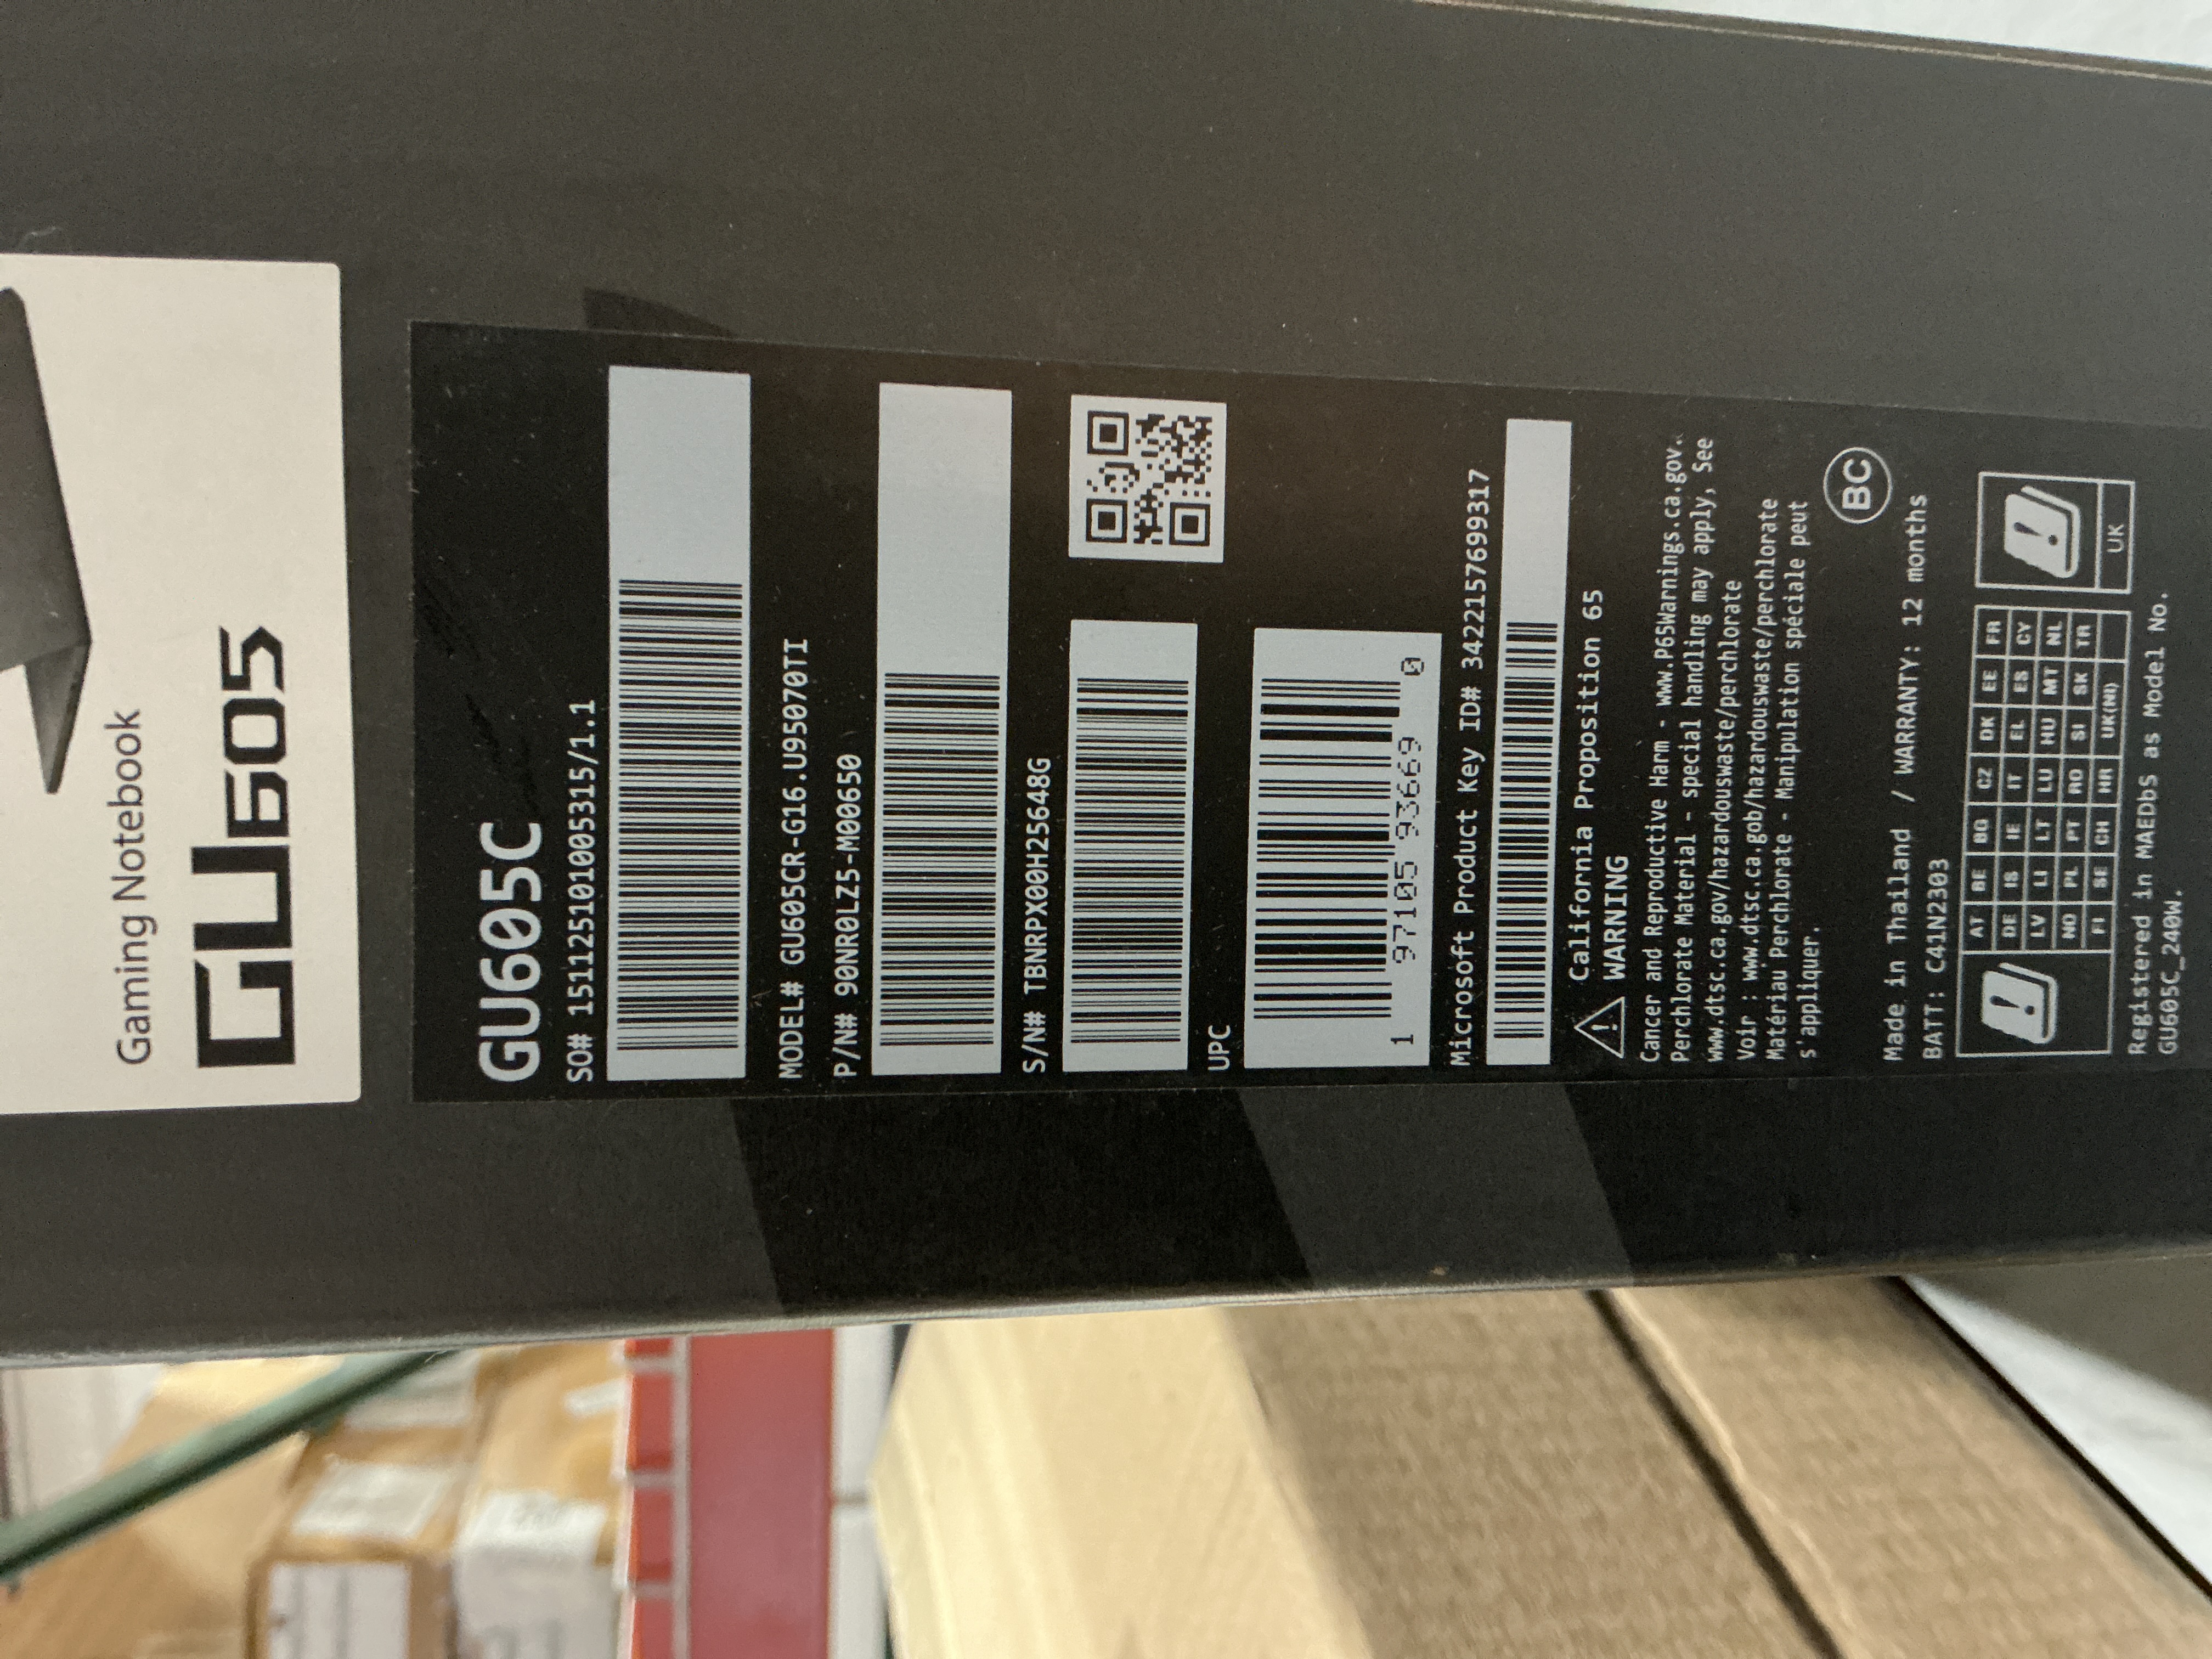 Gaming Notebook
GU605
GU605C
SO# 151125101005315/1.1
MODEL# GU605CR-G16.U95070TI
P/N# 90NR0LZ5-M00650
S/N# TBNRPX00H25648G
UPC
1 97105 93669 0
Microsoft Product Key ID# 3422157699317
California Proposition 65
WARNING
Cancer and Reproductive Harm - www.P65Warnings.ca.gov.
Perchlorate Material - special handling may apply, See
www.dtsc.ca.gov/hazardouswaste/perchlorate
Voir : www.dtsc.ca.gob/hazardouswaste/perchlorate
Matériau Perchlorate - Manipulation spéciale peut
s'appliquer.
BC
Made in Thailand / WARRANTY: 12 months
BATT: C41N2303
AT BE BG CZ DK EE FR
DE IS IE IT EL ES CY
LV LI LT LU HU MT NL
NO PL PT RO SI SK TR
FI SE CH HR UK(NI)
UK
Registered in MAEDbS as Model No.
GU605C_240W.